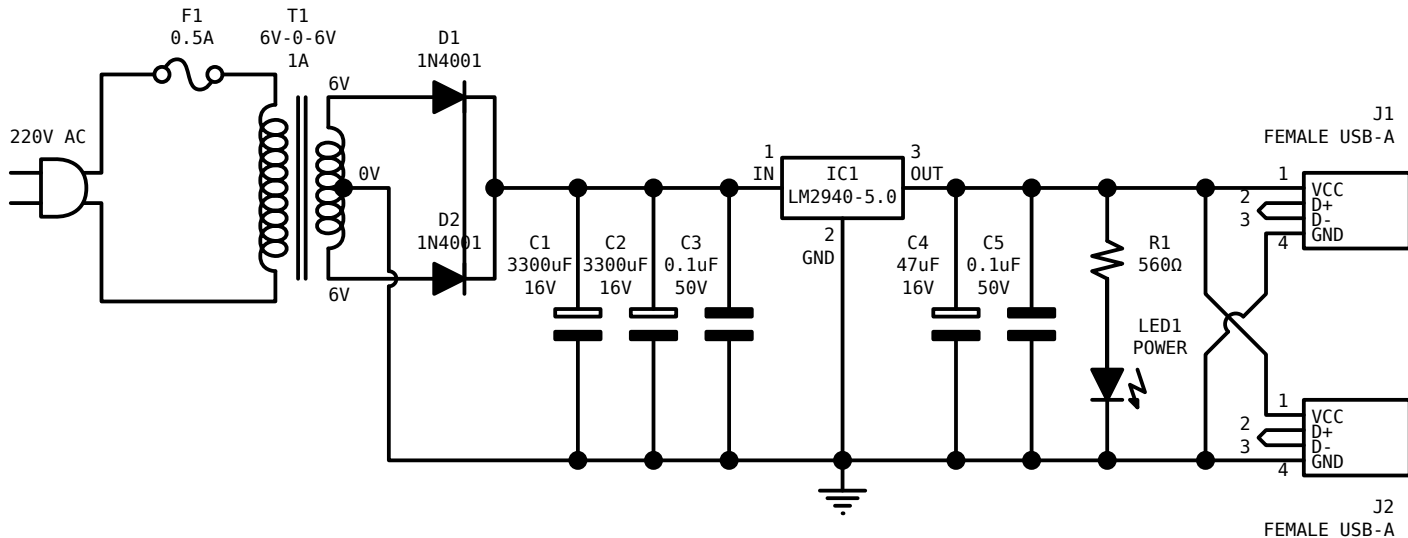 F1
0.5A
T1
6V-0-6V
1A
D1
1N4001
6V
220V AC
0V
D2
1N4001
6V
C1
3300uF
16V
C2
3300uF
16V
C3
0.1uF
50V
1
IN
IC1
LM2940-5.0
3
OUT
2
GND
C4
47uF
16V
C5
0.1uF
50V
R1
560Ω
LED1
POWER
J1
FEMALE USB-A
1
2
3
4
VCC
D+
D-
GND
1
2
3
4
VCC
D+
D-
GND
J2
FEMALE USB-A